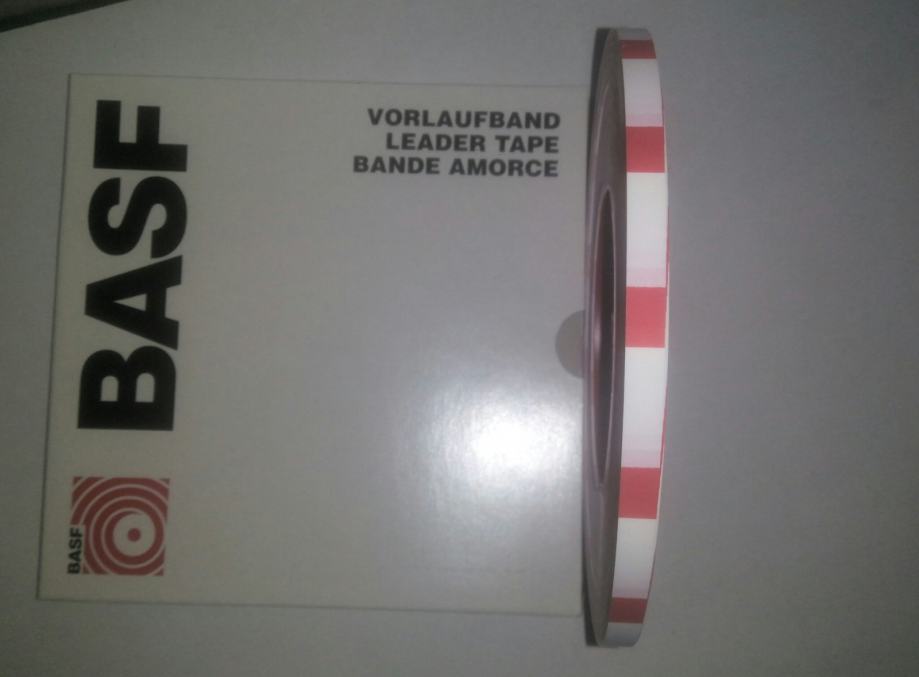 BASF
VORLAUFBAND
LEADER TAPE
BANDE AMORCE
BASF